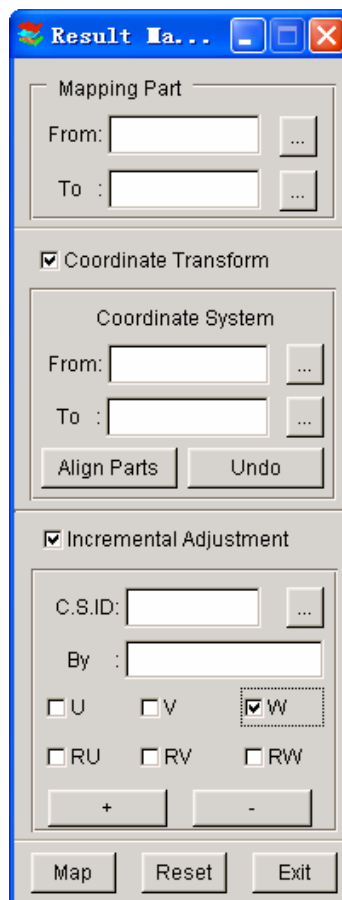 Result Ma...
Mapping Part
From: ...
To : ...
Coordinate Transform
Coordinate System
From: ...
To : ...
Align Parts Undo
Incremental Adjustment
C.S.ID: ...
By :
U V W
RU RV RW
+ -
Map Reset Exit